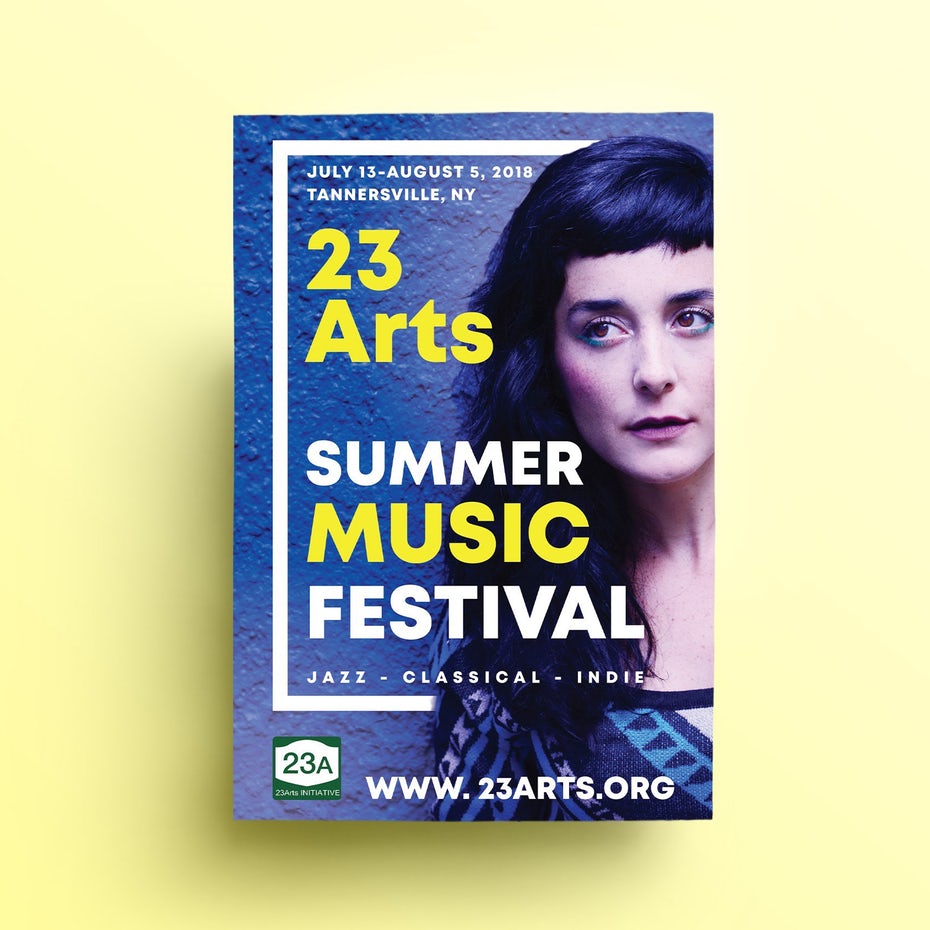 JULY 13-AUGUST 5, 2018
TANNERSVILLE, NY
23
Arts
SUMMER
MUSIC
FESTIVAL
JAZZ - CLASSICAL - INDIE
23A
23Arts INITIATIVE
WWW. 23ARTS.ORG